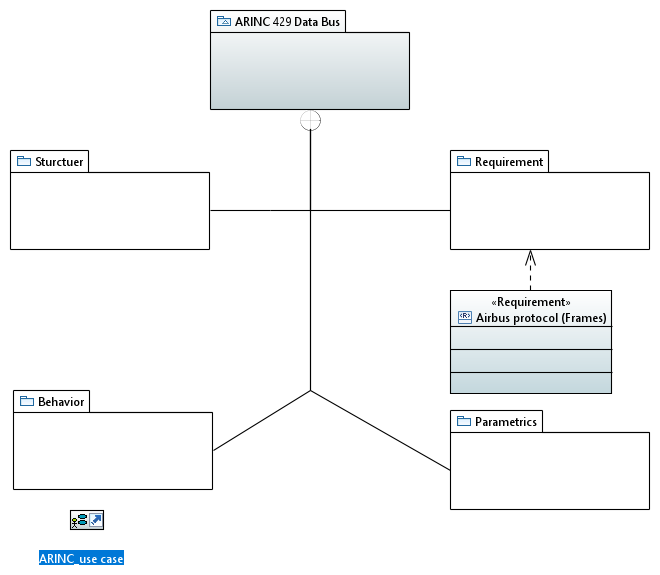 ARINC 429 Data Bus
Sturctuer
Requirement
«Requirement»
Airbus protocol (Frames)
Behavior
Parametrics
ARINC_use case